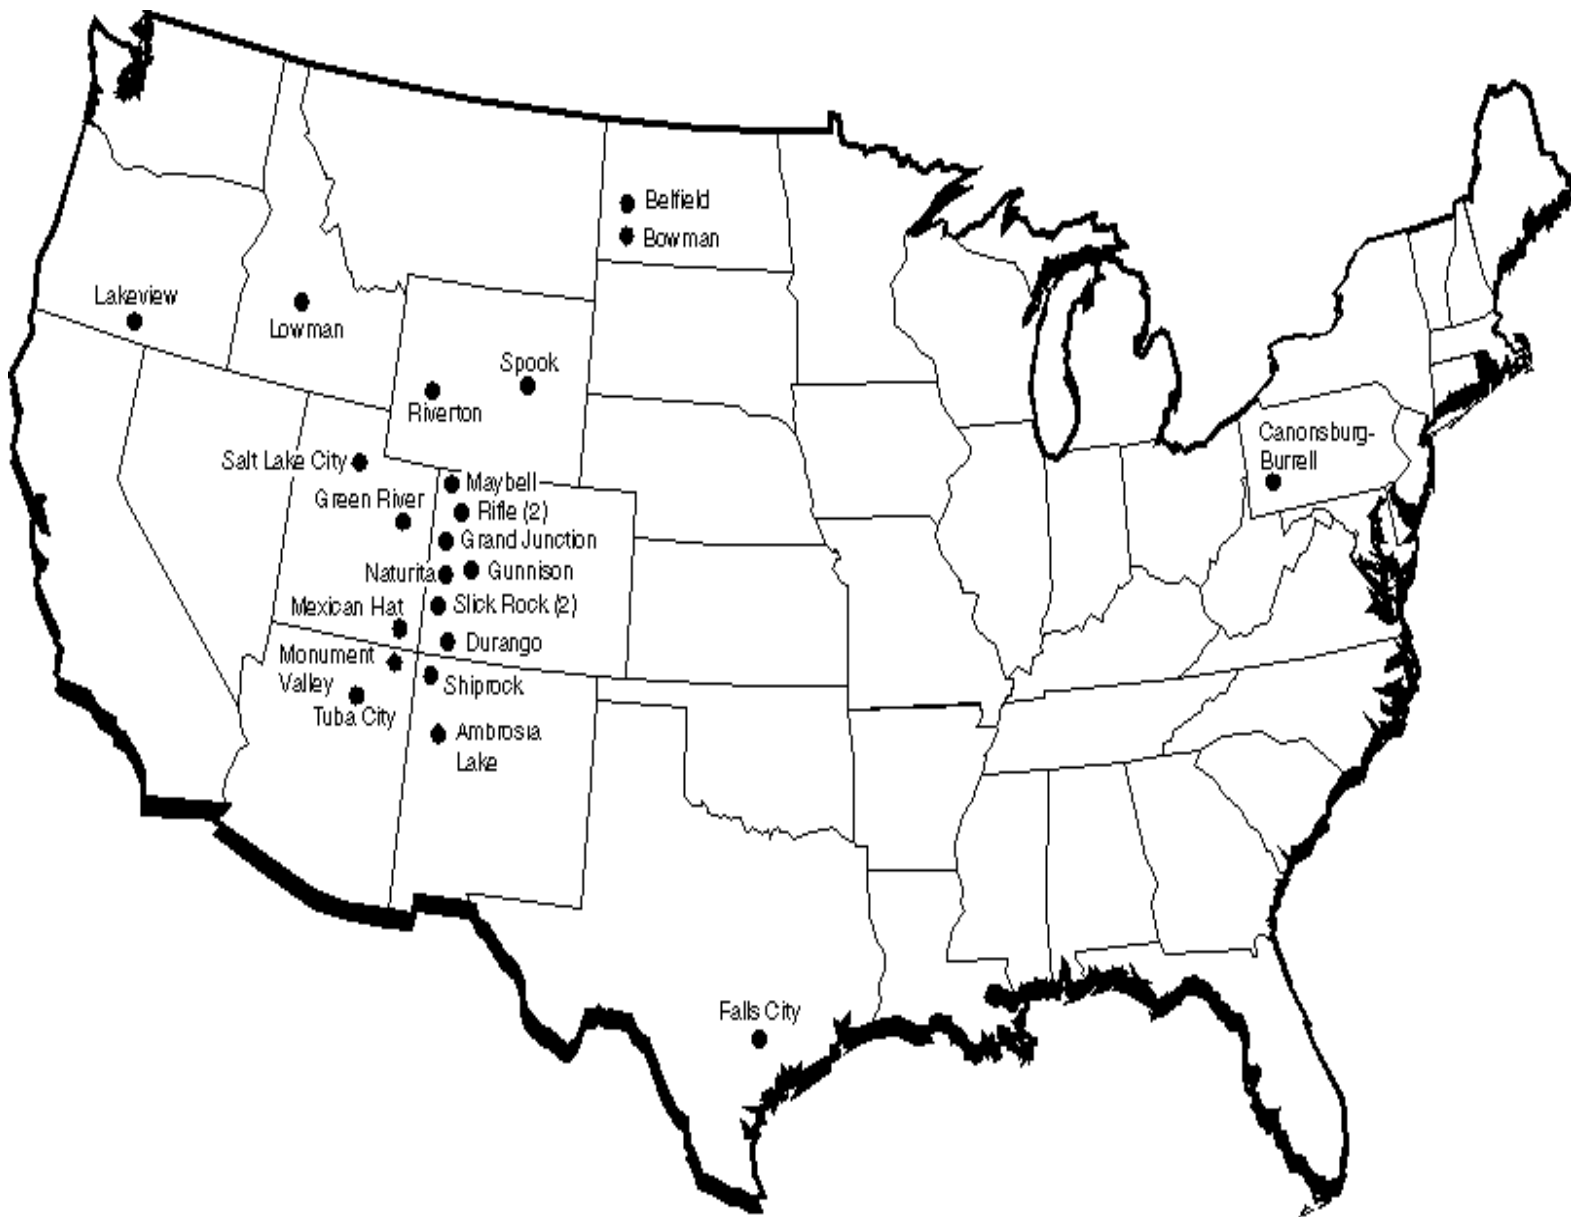 Belfield
Bowman
Lakeview
Lowman
Spook
Riverton
Canonsburg-
Burrell
Salt Lake City
Maybell
Green River
Rifle (2)
Grand Junction
Naturita
Gunnison
Mexican Hat
Slick Rock (2)
Durango
Monument
Valley
Shiprock
Tuba City
Ambrosia
Lake
Falls City